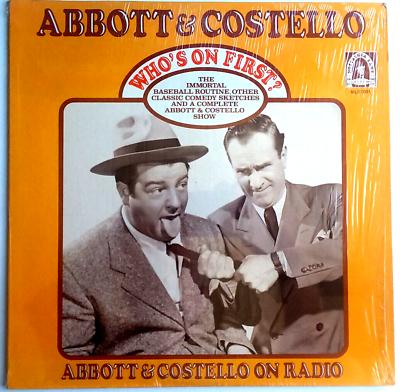 ABBOTT & COSTELLO
WHO'S ON FIRST?
THE
IMMORTAL
BASEBALL ROUTINE, OTHER
CLASSIC COMEDY SKETCHES
AND A COMPLETE
ABBOTT & COSTELLO
SHOW
ABBOTT & COSTELLO ON RADIO